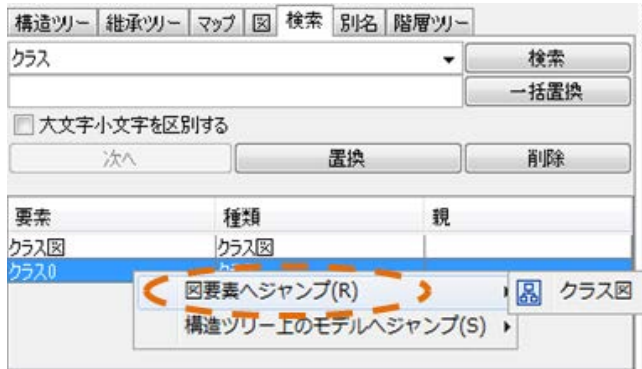 構造ツリー 継承ツリー マップ 図 検索 別名 階層ツリー
クラス 検索
一括置換
大文字小文字を区別する
次へ 置換 削除
要素 種類 親
クラス図 クラス図
クラス0
図要素へジャンプ(R) クラス図
構造ツリー上のモデルへジャンプ(S)